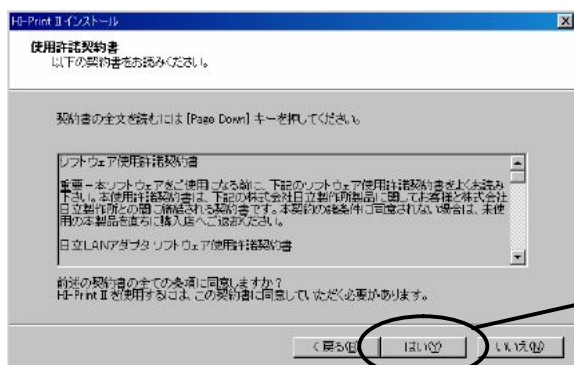 HI-Print Ⅱ インストール
使用許諾契約書
以下の契約書をお読みください。
契約書の全文を読むには [Page Down] キーを押してください。
ソフトウェア使用許諾契約書
重要－本ソフトウェアをご使用になる前に、下記のソフトウェア使用許諾契約書をよくお読み
下さい。本使用許諾契約書は、下記の株式会社日立製作所製品に関してお客様と株式会社
日立製作所との間に締結される契約書です。本契約の諸条件に同意されない場合は、未使
用の本製品を直ちに購入店へご返却ください。
日立LANアダプタ ソフトウェア使用許諾契約書
前述の契約書の全ての条項に同意しますか？
HI-Print Ⅱ を使用するには、この契約書に同意していただく必要があります。
< 戻る(B)
はい(Y)
いいえ(N)